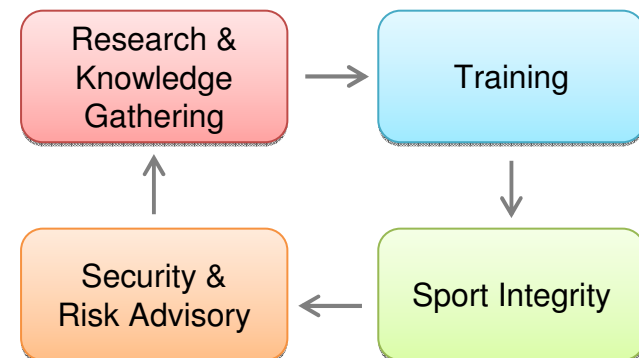 Research &
Knowledge
Gathering
Training
Security &
Risk Advisory
Sport Integrity